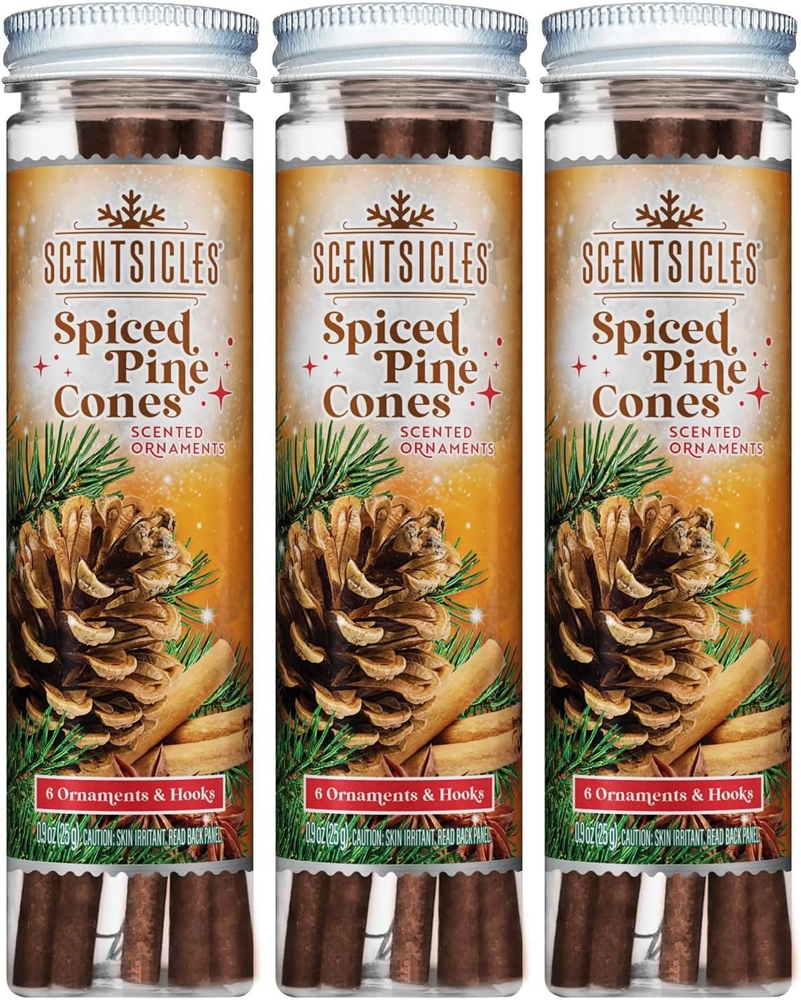 SCENTSICLES®
Spiced
Pine
Cones
SCENTED
ORNAMENTS
6 Ornaments & Hooks
0.9 oz (25 g) CAUTION: SKIN IRRITANT. READ BACK PANEL
SCENTSICLES®
Spiced
Pine
Cones
SCENTED
ORNAMENTS
6 Ornaments & Hooks
0.9 oz (25 g) CAUTION: SKIN IRRITANT. READ BACK PANEL
SCENTSICLES®
Spiced
Pine
Cones
SCENTED
ORNAMENTS
6 Ornaments & Hooks
0.9 oz (25 g) CAUTION: SKIN IRRITANT. READ BACK PANEL